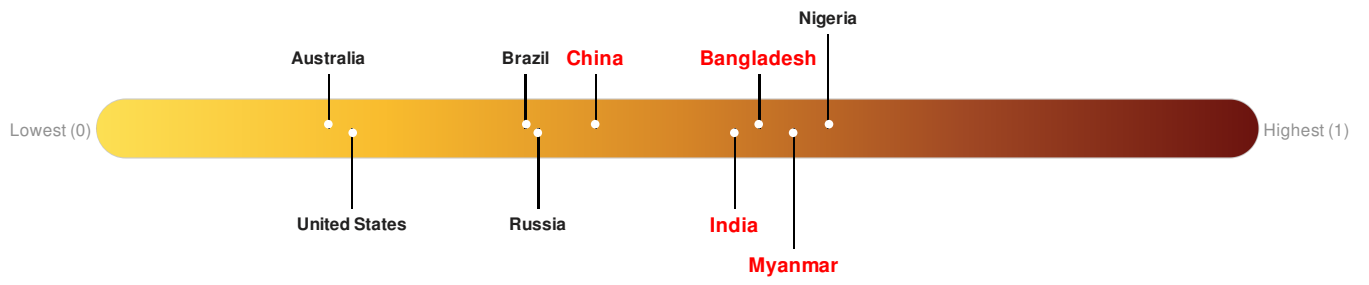 Nigeria
Australia
Brazil
China
Bangladesh
Lowest (0)
Highest (1)
United States
Russia
India
Myanmar